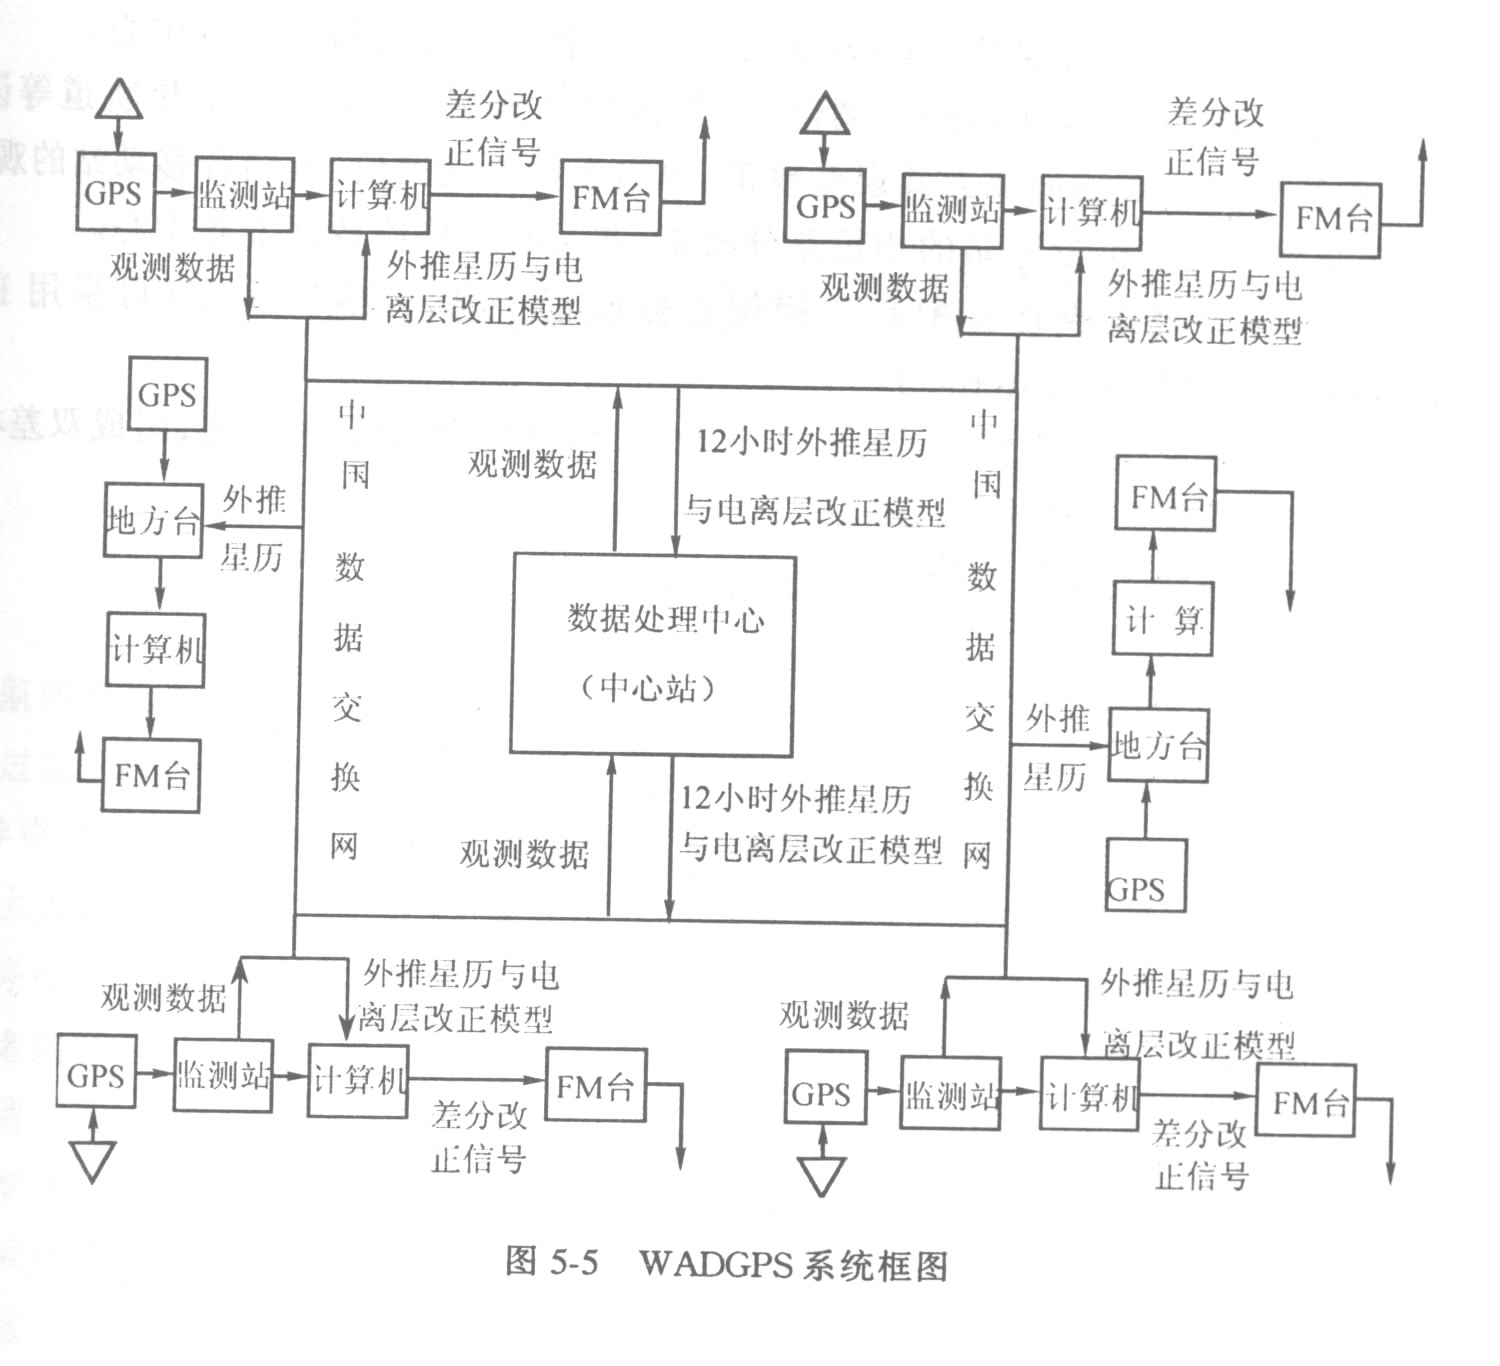 差分改
正信号
GPS
监测站
计算机
FM台
观测数据
外推星历与电
离层改正模型
差分改
正信号
GPS
监测站
计算机
FM台
观测数据
外推星历与电
离层改正模型
GPS
地方台
外推
星历
计算机
FM台
中国数据交换网
观测数据
12小时外推星历
与电离层改正模型
数据处理中心
（中心站）
观测数据
12小时外推星历
与电离层改正模型
中国数据交换网
FM台
计 算
外推
星历
地方台
GPS
观测数据
外推星历与电
离层改正模型
GPS
监测站
计算机
FM台
差分改
正信号
观测数据
外推星历与电
离层改正模型
GPS
监测站
计算机
FM台
差分改
正信号
图 5-5 WADGPS 系统框图